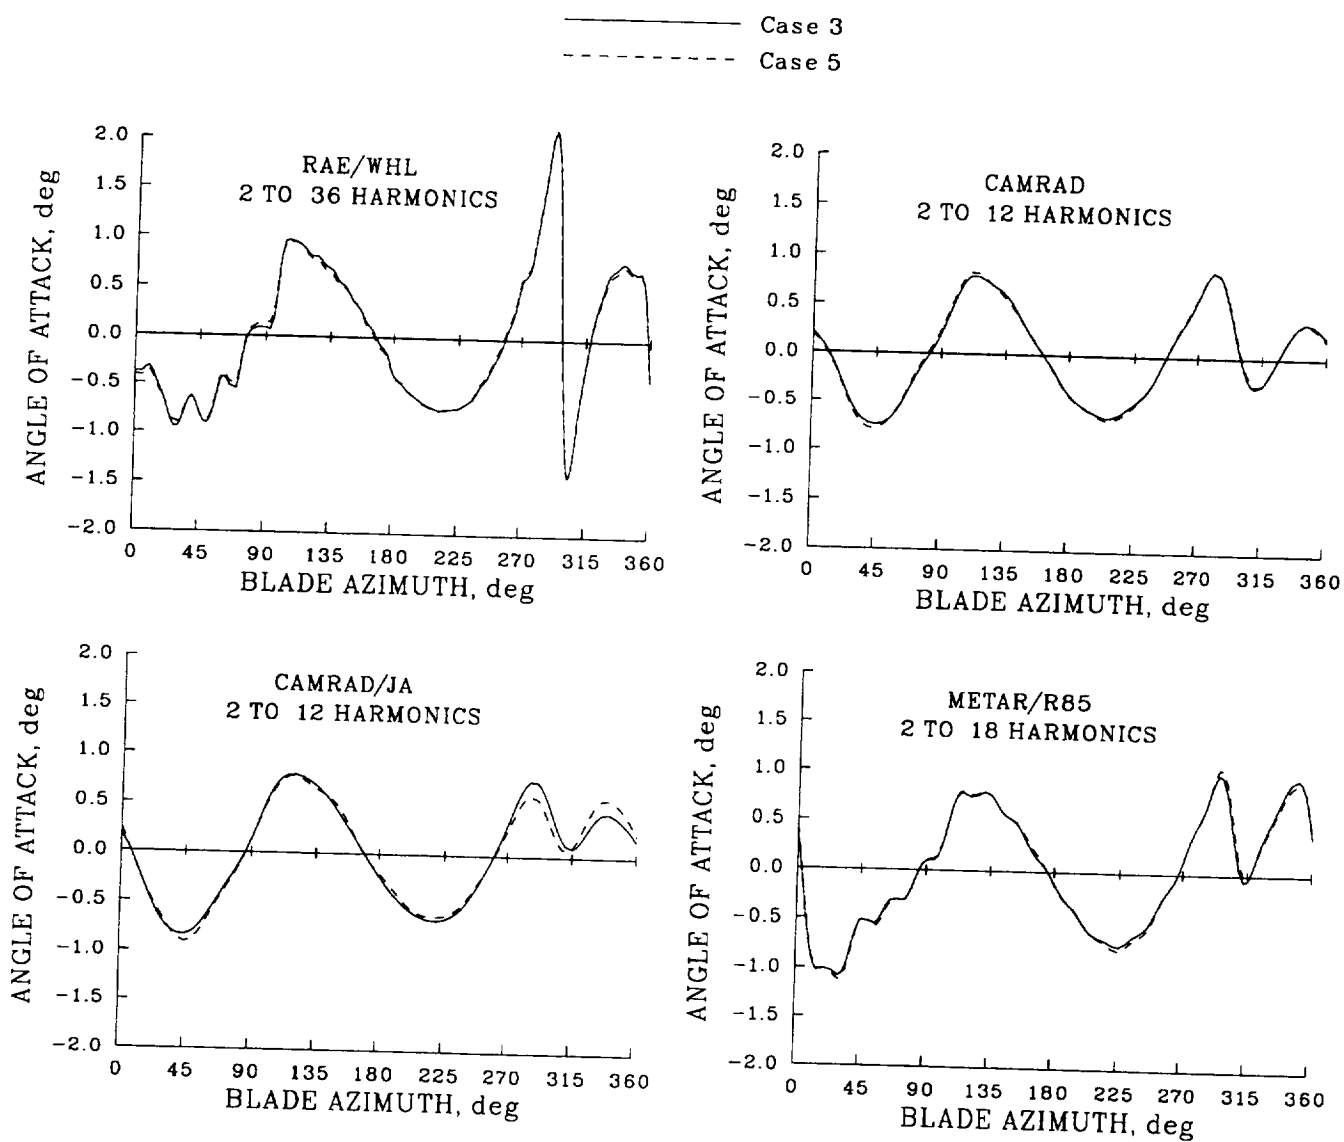 Case 3
Case 5
RAE/WHL
2 TO 36 HARMONICS
ANGLE OF ATTACK, deg
2.0
1.5
1.0
0.5
0.0
−0.5
−1.0
−1.5
−2.0
0 45 90 135 180 225 270 315 360
BLADE AZIMUTH, deg
CAMRAD
2 TO 12 HARMONICS
ANGLE OF ATTACK, deg
2.0
1.5
1.0
0.5
0.0
−0.5
−1.0
−1.5
−2.0
0 45 90 135 180 225 270 315 360
BLADE AZIMUTH, deg
CAMRAD/JA
2 TO 12 HARMONICS
ANGLE OF ATTACK, deg
2.0
1.5
1.0
0.5
0.0
−0.5
−1.0
−1.5
−2.0
0 45 90 135 180 225 270 315 360
BLADE AZIMUTH, deg
METAR/R85
2 TO 18 HARMONICS
ANGLE OF ATTACK, deg
2.0
1.5
1.0
0.5
0.0
−0.5
−1.0
−1.5
−2.0
0 45 90 135 180 225 270 315 360
BLADE AZIMUTH, deg